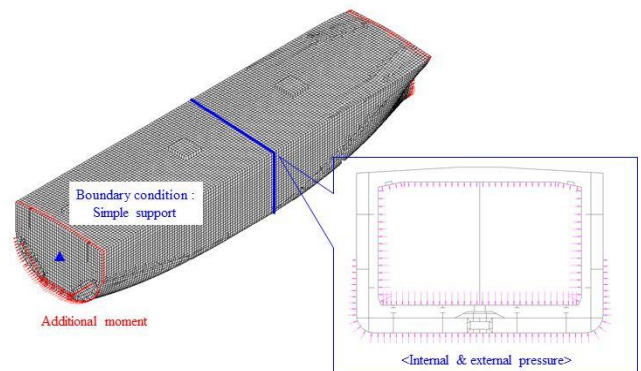 Boundary condition :
Simple support
Additional moment
<Internal & external pressure>